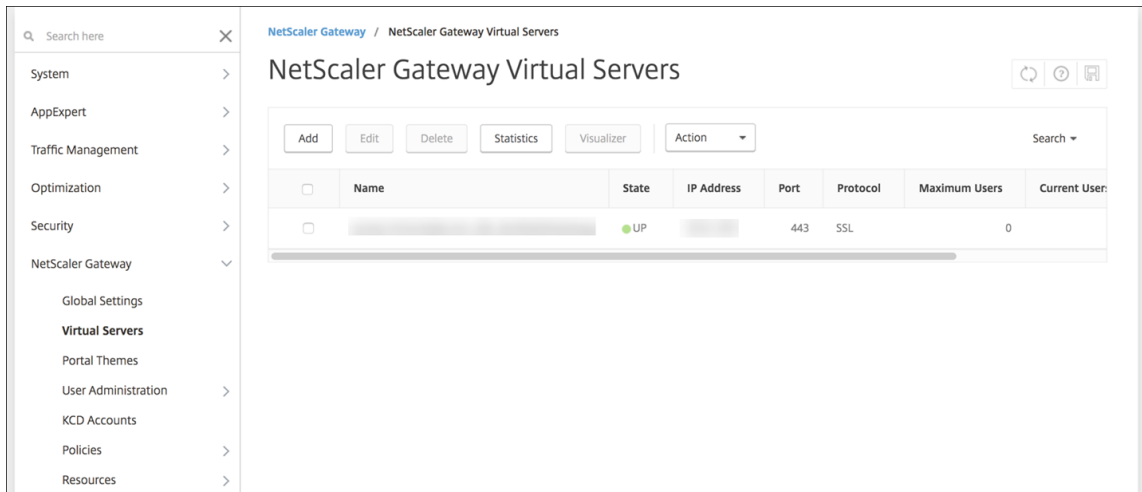 Search here
NetScaler Gateway / NetScaler Gateway Virtual Servers
System
NetScaler Gateway Virtual Servers
AppExpert
Add Edit Delete Statistics Visualizer Action Search
Traffic Management
Optimization
Name State IP Address Port Protocol Maximum Users Current Users
Security
UP 443 SSL 0
NetScaler Gateway
Global Settings
Virtual Servers
Portal Themes
User Administration
KCD Accounts
Policies
Resources